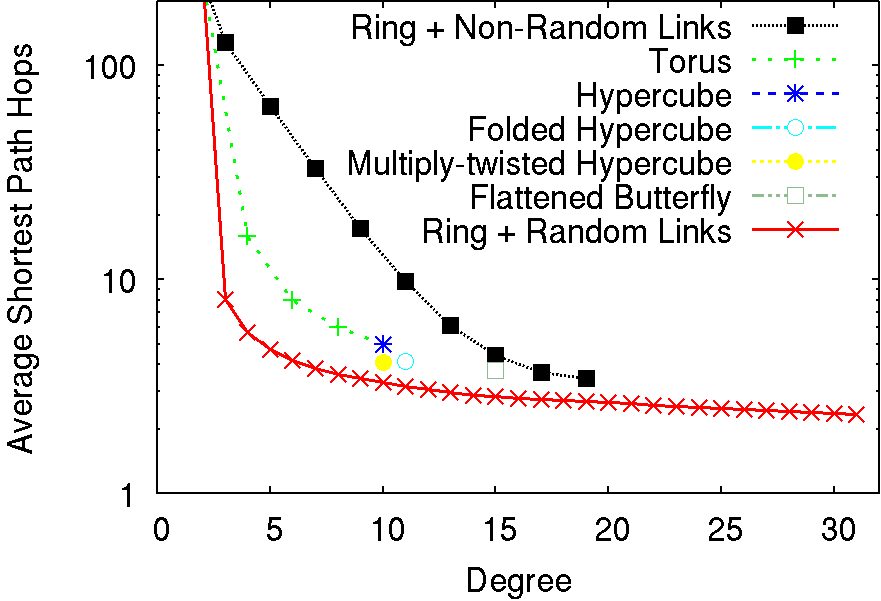 Average Shortest Path Hops
100
10
1
0 5 10 15 20 25 30
Degree
Ring + Non-Random Links
Torus
Hypercube
Folded Hypercube
Multiply-twisted Hypercube
Flattened Butterfly
Ring + Random Links